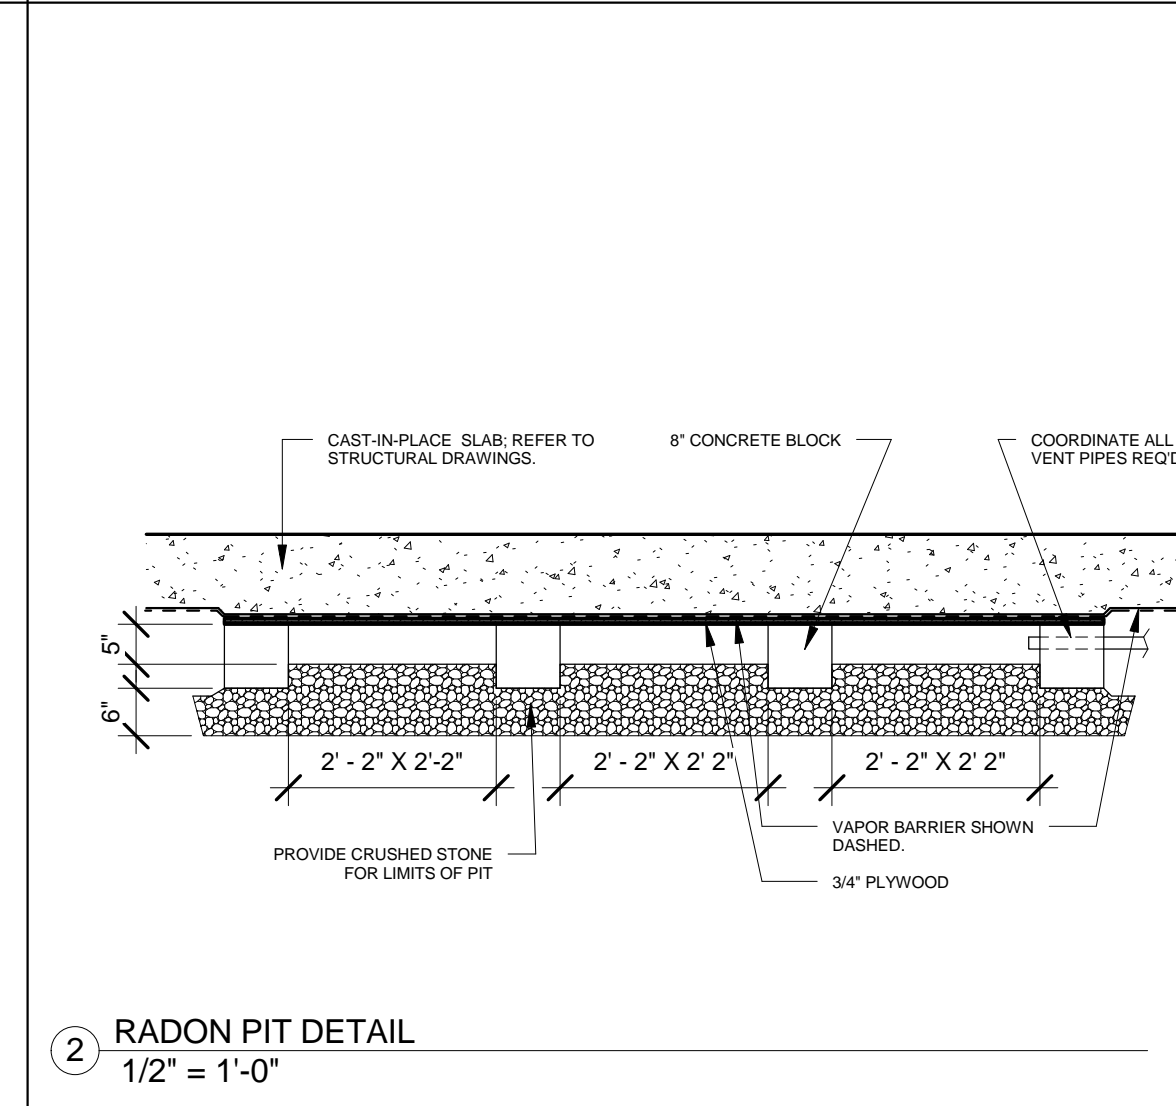 CAST-IN-PLACE SLAB; REFER TO
STRUCTURAL DRAWINGS.
8" CONCRETE BLOCK
COORDINATE ALL
VENT PIPES REQ'D
5"
6"
2' - 2" X 2'-2"
2' - 2" X 2' 2"
2' - 2" X 2' 2"
PROVIDE CRUSHED STONE
FOR LIMITS OF PIT
VAPOR BARRIER SHOWN
DASHED.
3/4" PLYWOOD
2
RADON PIT DETAIL
1/2" = 1'-0"